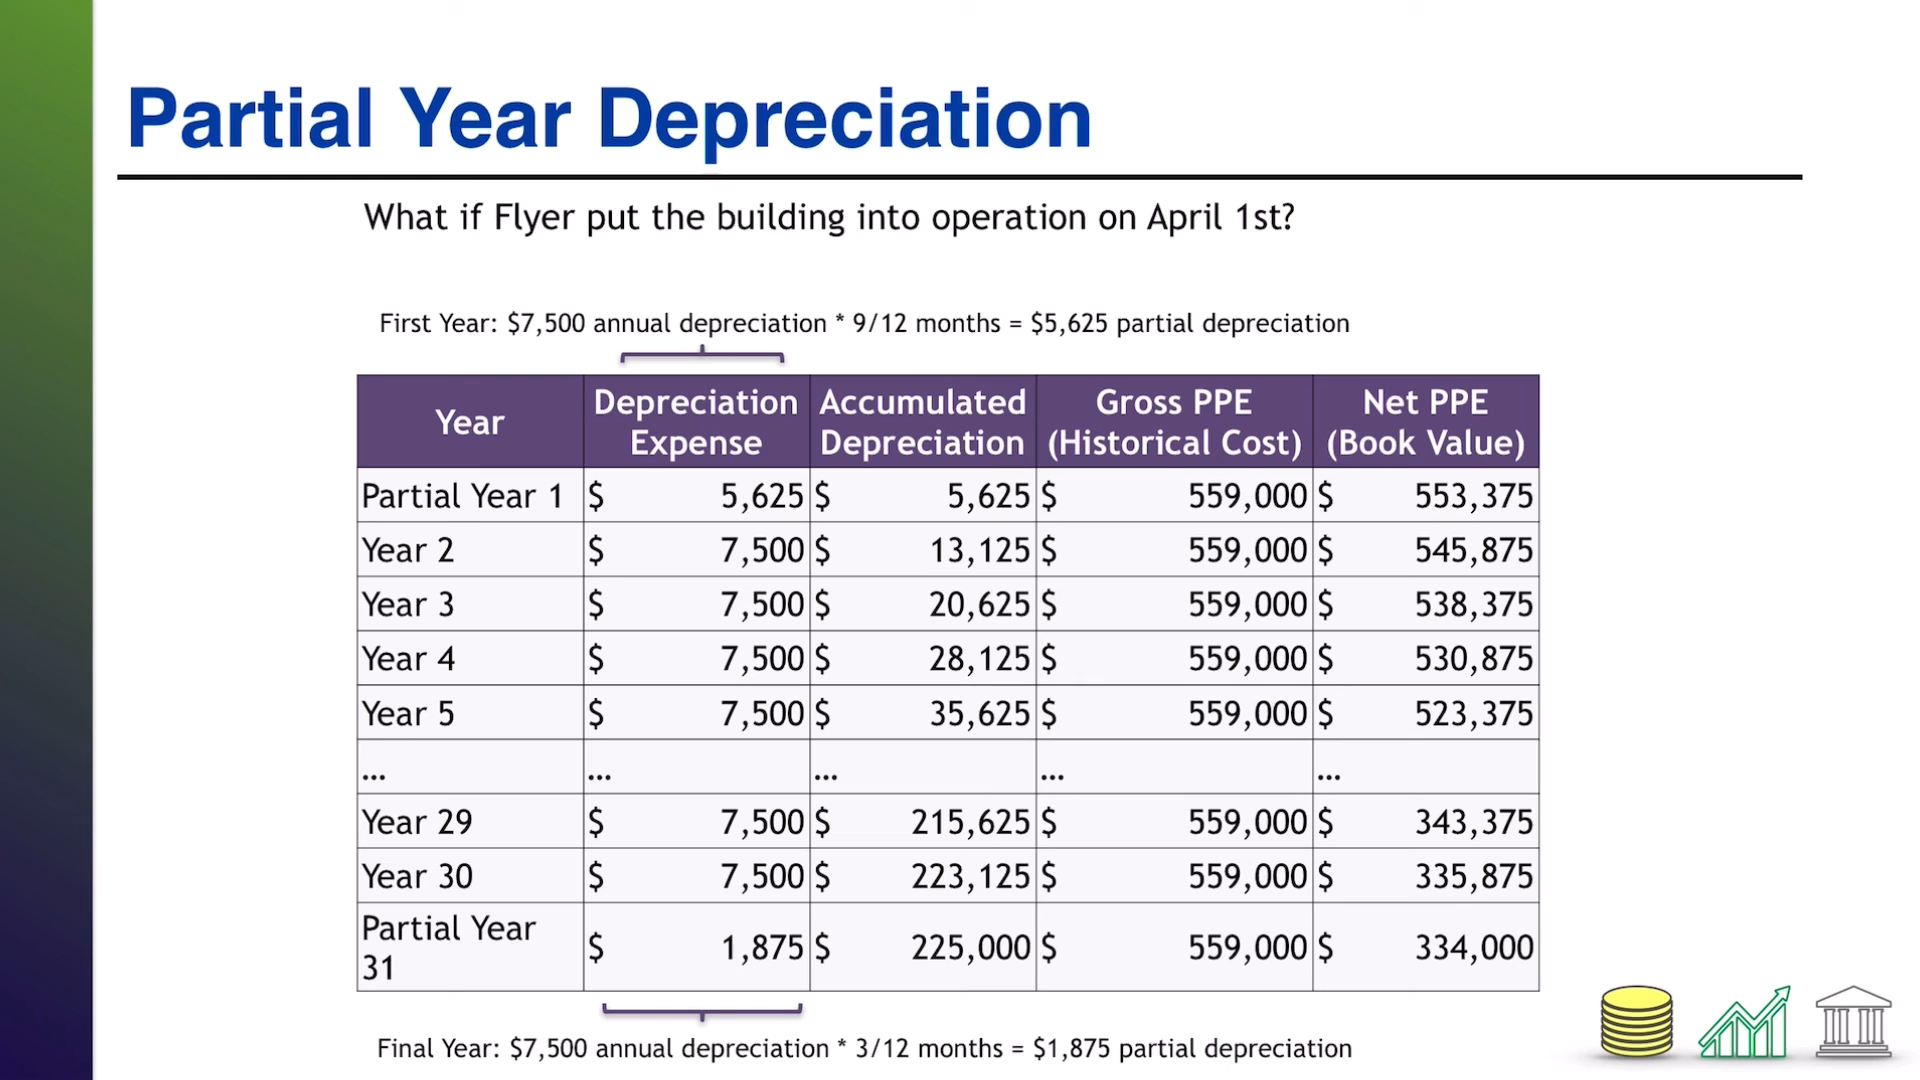 Partial Year Depreciation
What if Flyer put the building into operation on April 1st?
First Year: $7,500 annual depreciation * 9/12 months = $5,625 partial depreciation
Year Depreciation Expense Accumulated Depreciation Gross PPE (Historical Cost) Net PPE (Book Value)
Partial Year 1 $ 5,625 $ 5,625 $ 559,000 $ 553,375
Year 2 $ 7,500 $ 13,125 $ 559,000 $ 545,875
Year 3 $ 7,500 $ 20,625 $ 559,000 $ 538,375
Year 4 $ 7,500 $ 28,125 $ 559,000 $ 530,875
Year 5 $ 7,500 $ 35,625 $ 559,000 $ 523,375
... ... ... ... ...
Year 29 $ 7,500 $ 215,625 $ 559,000 $ 343,375
Year 30 $ 7,500 $ 223,125 $ 559,000 $ 335,875
Partial Year 31 $ 1,875 $ 225,000 $ 559,000 $ 334,000
Final Year: $7,500 annual depreciation * 3/12 months = $1,875 partial depreciation